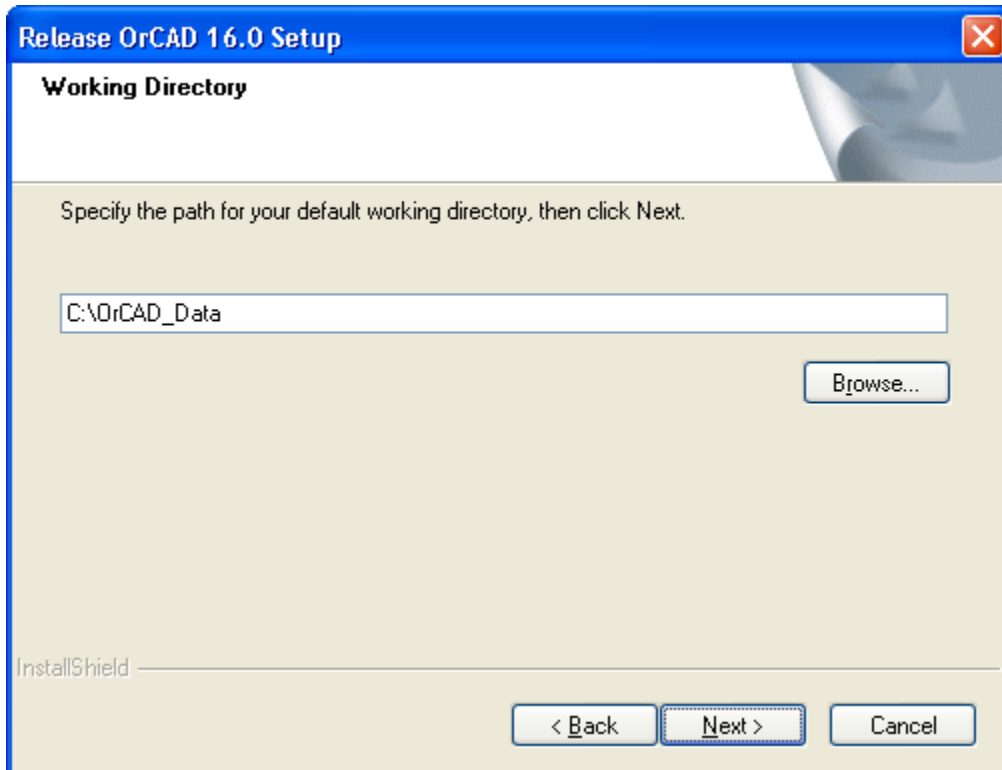 Release OrCAD 16.0 Setup
Working Directory
Specify the path for your default working directory, then click Next.
C:\OrCAD_Data
Browse...
InstallShield
< Back
Next >
Cancel